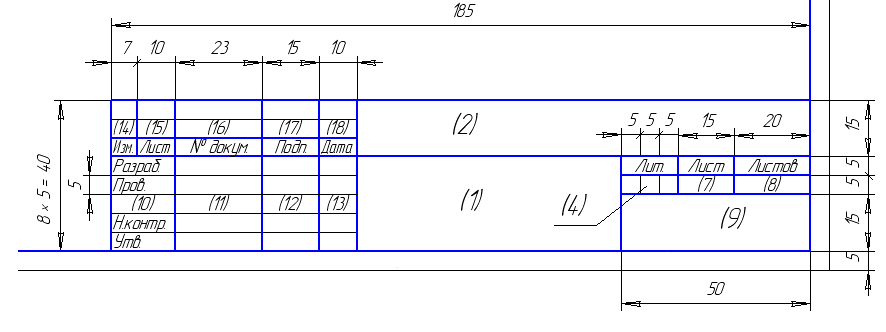 185
7 10 23 15 10
(14) (15) (16) (17) (18)
(2)
5 5 5 15 20
15
Изм. Лист № докум. Подп. Дата
Разраб.
Лит. Лист Листов
5
8 x 5 = 40
5
Пров.
(7) (8)
5
(10) (11) (12) (13)
(1)
(4)
(9)
15
Н.контр.
Утв.
5
50